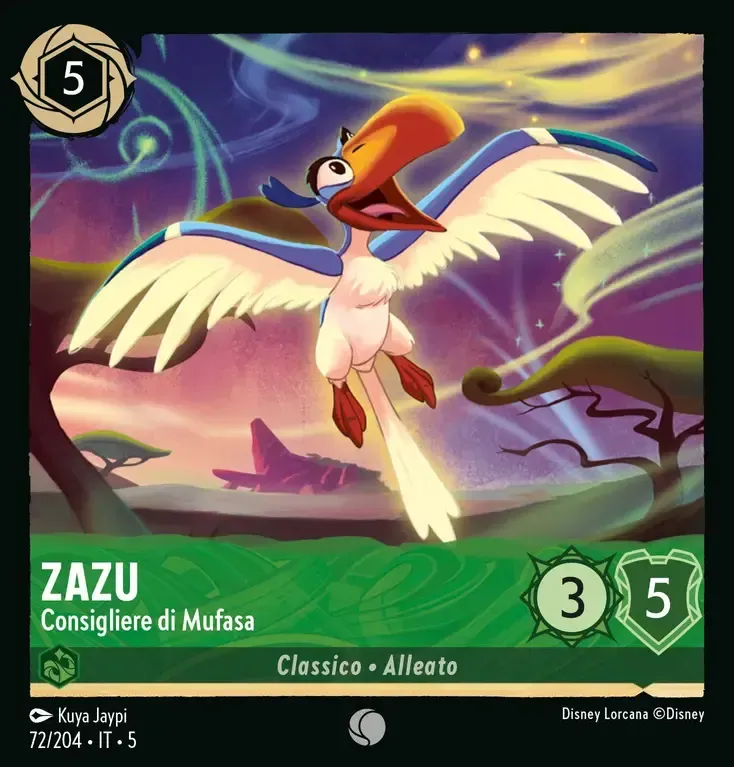 5
ZAZU
Consigliere di Mufasa
3
5
Classico • Alleato
Kuya Jaypi
Disney Lorcana ©Disney
72/204 • IT • 5